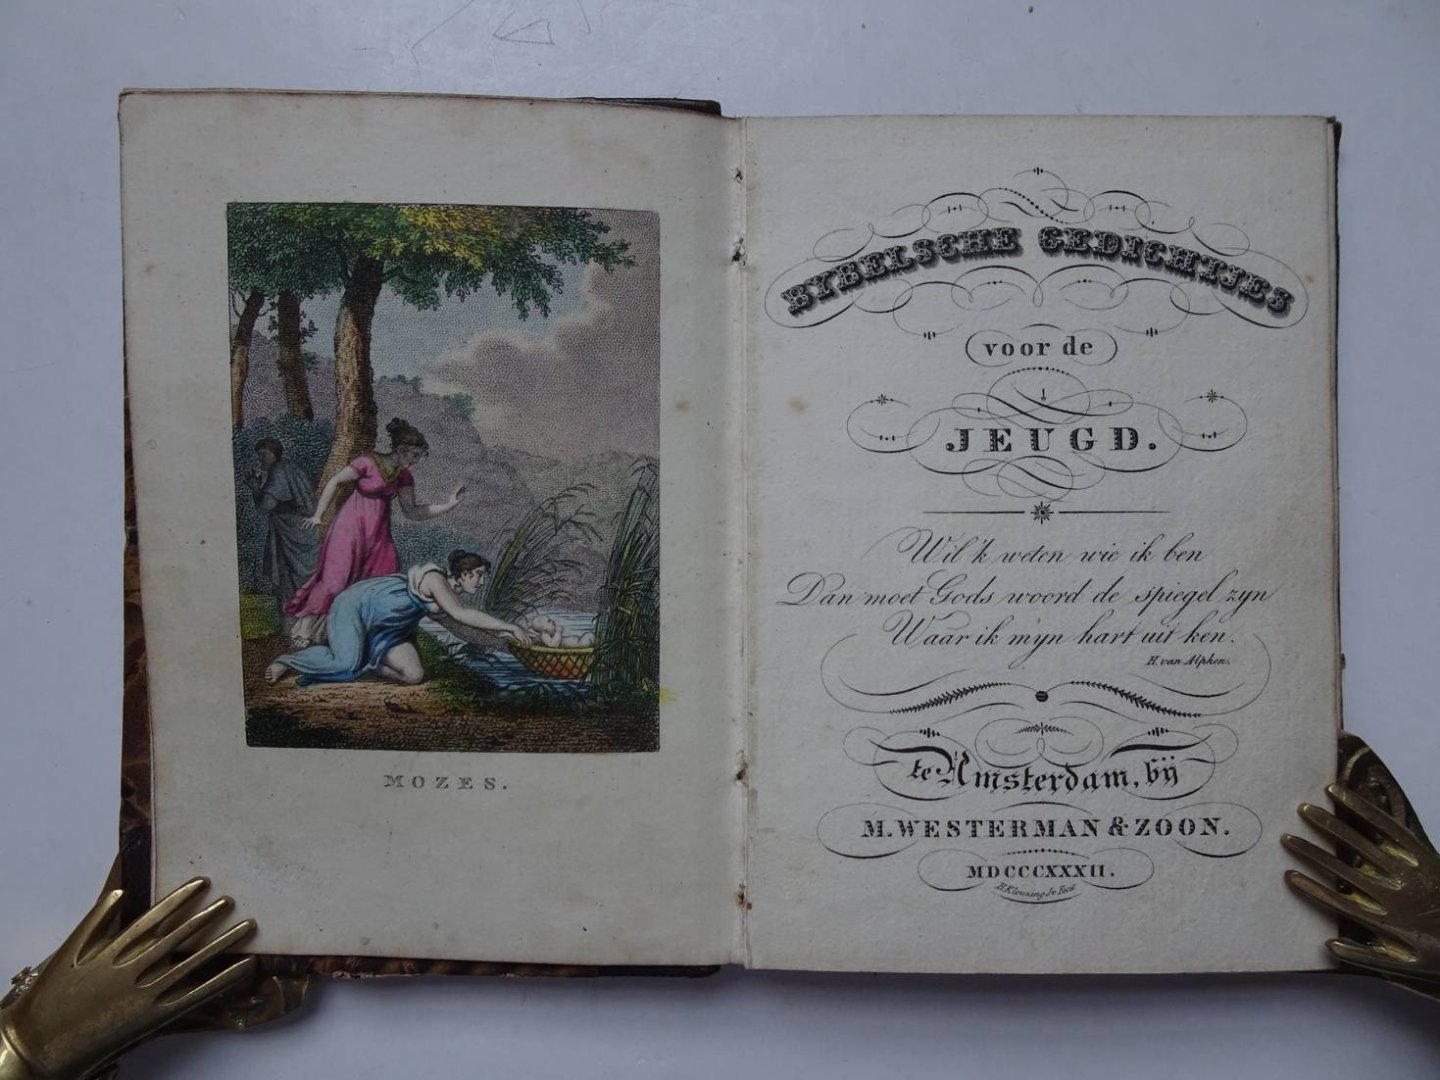 MOZES.
BYBELSCHE GEDICHTJES
voor de
JEUGD.
Wil 'k weten wie ik ben
Dan moet Gods woord de spiegel zyn
Waar ik myn hart uit ken.
H. van Alphen.
te Amsterdam, bij
M. WESTERMAN & ZOON.
MDCCCXXXII.